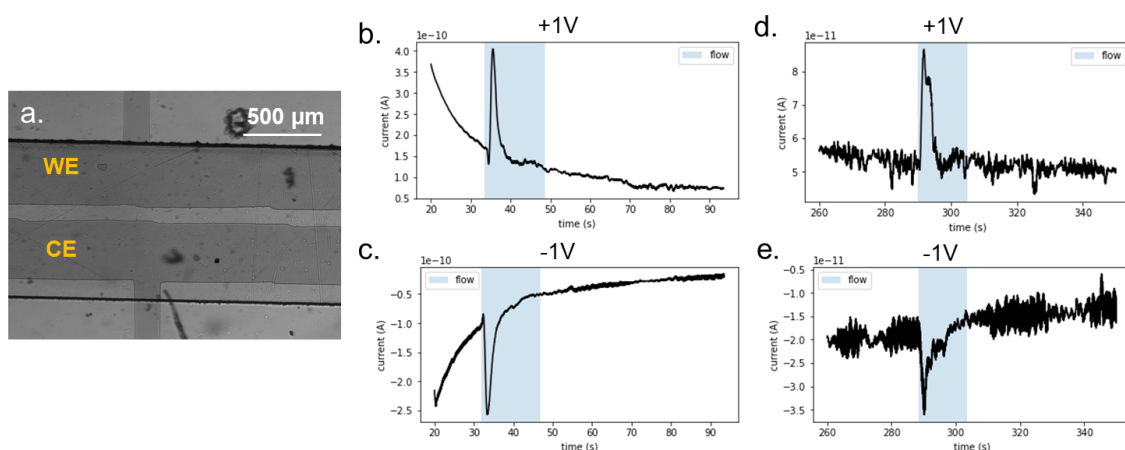 a.
500 µm
WE
CE
b.
+1V
1e−10
flow
4.0
3.5
3.0
2.5
2.0
1.5
1.0
0.5
current (A)
20 30 40 50 60 70 80 90
time (s)
c.
-1V
1e−10
flow
−0.5
−1.0
−1.5
−2.0
−2.5
current (A)
20 30 40 50 60 70 80 90
time (s)
d.
+1V
1e−11
flow
8
7
6
5
current (A)
260 280 300 320 340
time (s)
e.
-1V
1e−11
flow
−0.5
−1.0
−1.5
−2.0
−2.5
−3.0
−3.5
current (A)
260 280 300 320 340
time (s)